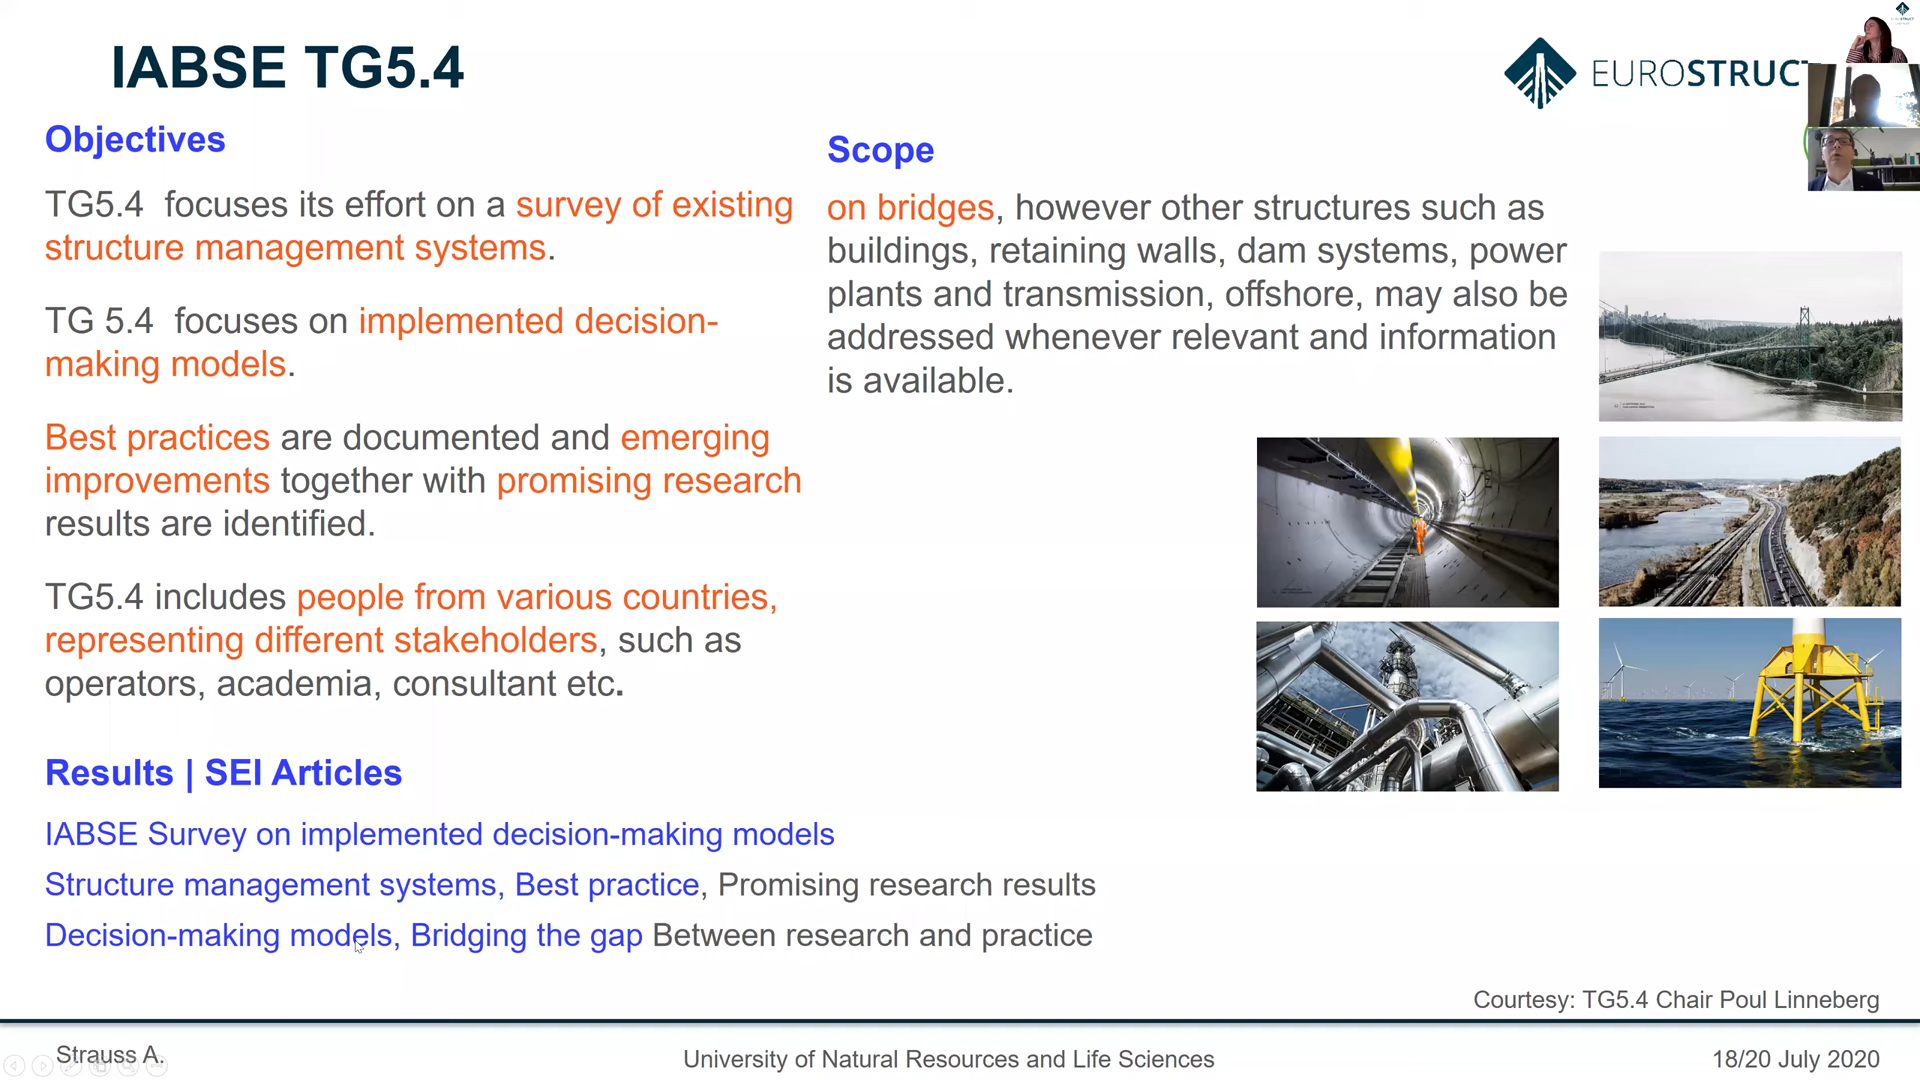 IABSE TG5.4
EUROSTRUCT
Objectives
TG5.4 focuses its effort on a survey of existing
structure management systems.
TG 5.4 focuses on implemented decision-
making models.
Best practices are documented and emerging
improvements together with promising research
results are identified.
TG5.4 includes people from various countries,
representing different stakeholders, such as
operators, academia, consultant etc.
Scope
on bridges, however other structures such as
buildings, retaining walls, dam systems, power
plants and transmission, offshore, may also be
addressed whenever relevant and information
is available.
Results | SEI Articles
IABSE Survey on implemented decision-making models
Structure management systems, Best practice, Promising research results
Decision-making models, Bridging the gap Between research and practice
Courtesy: TG5.4 Chair Poul Linneberg
Strauss A.
University of Natural Resources and Life Sciences
18/20 July 2020